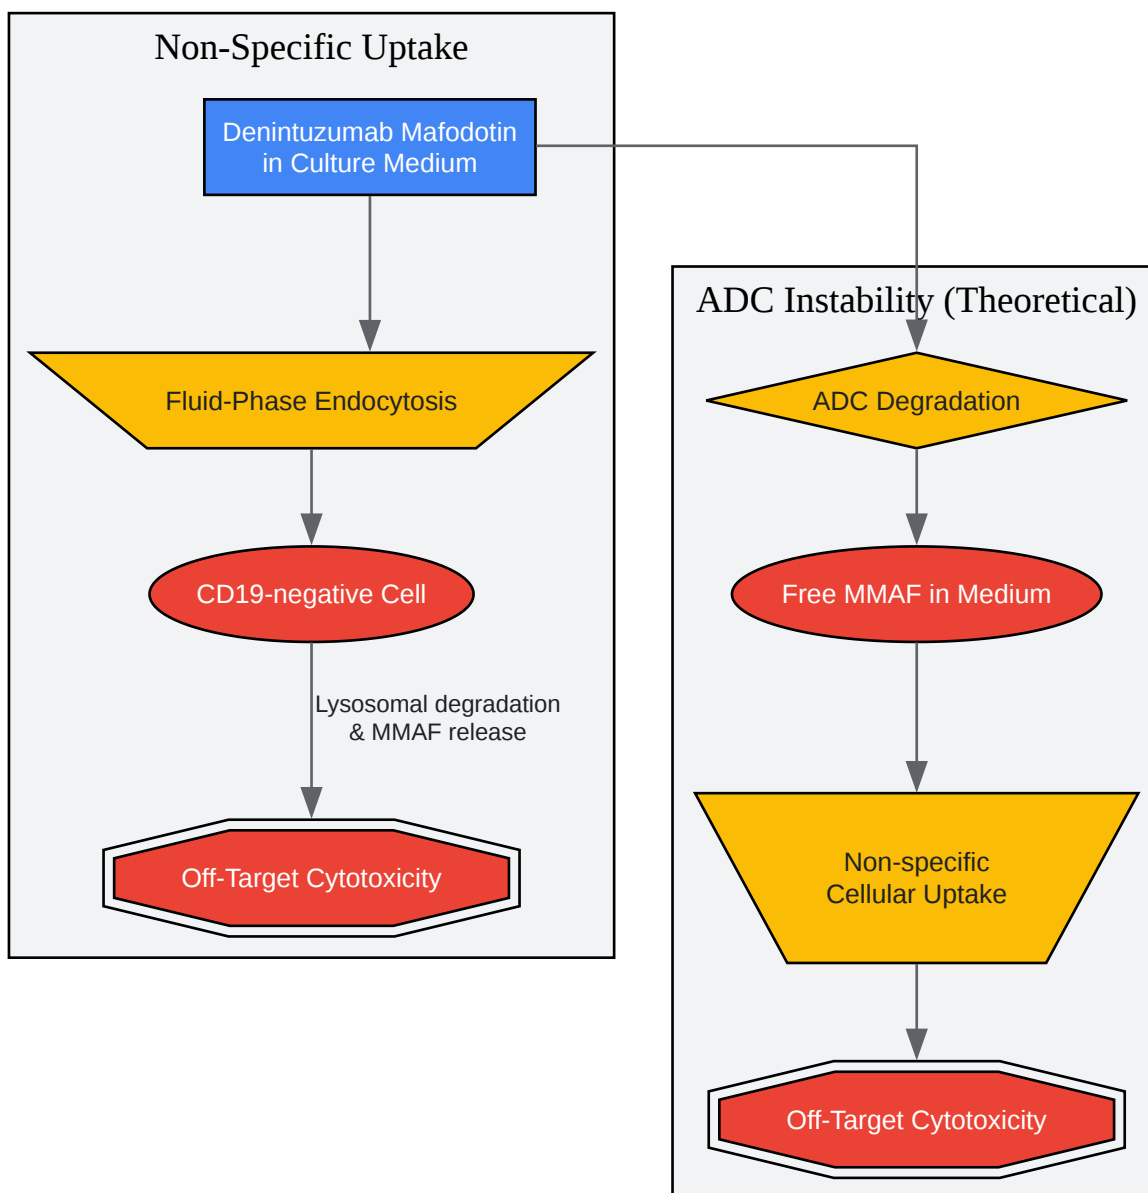 Non-Specific Uptake
Denintuzumab Mafodotin
in Culture Medium
Fluid-Phase Endocytosis
CD19-negative Cell
Lysosomal degradation
& MMAF release
Off-Target Cytotoxicity
ADC Instability (Theoretical)
ADC Degradation
Free MMAF in Medium
Non-specific
Cellular Uptake
Off-Target Cytotoxicity